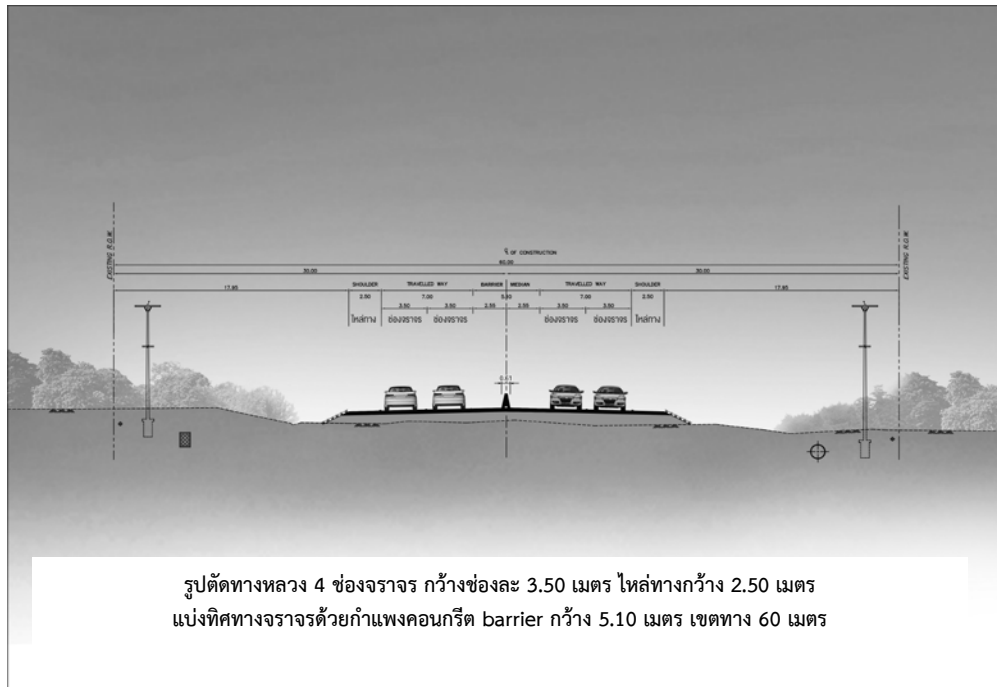 ℄ OF CONSTRUCTION
60.00
30.00 30.00
EXISTING R.O.W. EXISTING R.O.W.
SHOULDER TRAVELLED WAY BARRIER TRAVELLED WAY SHOULDER
17.95 17.95
2.50 7.00 7.00 2.50
3.50 3.50 2.55 2.55 3.50 3.50
ไหล่ทาง ช่องจราจร ช่องจราจร ช่องจราจร ช่องจราจร ไหล่ทาง
0.61
รูปตัดทางหลวง 4 ช่องจราจร กว้างช่องละ 3.50 เมตร ไหล่ทางกว้าง 2.50 เมตร
แบ่งทิศทางจราจรด้วยกำแพงคอนกรีต barrier กว้าง 5.10 เมตร เขตทาง 60 เมตร